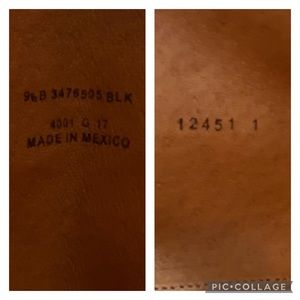 9½B 3476505 BLK
4001 G 17
MADE IN MEXICO
12451 1
PIC•COLLAGE